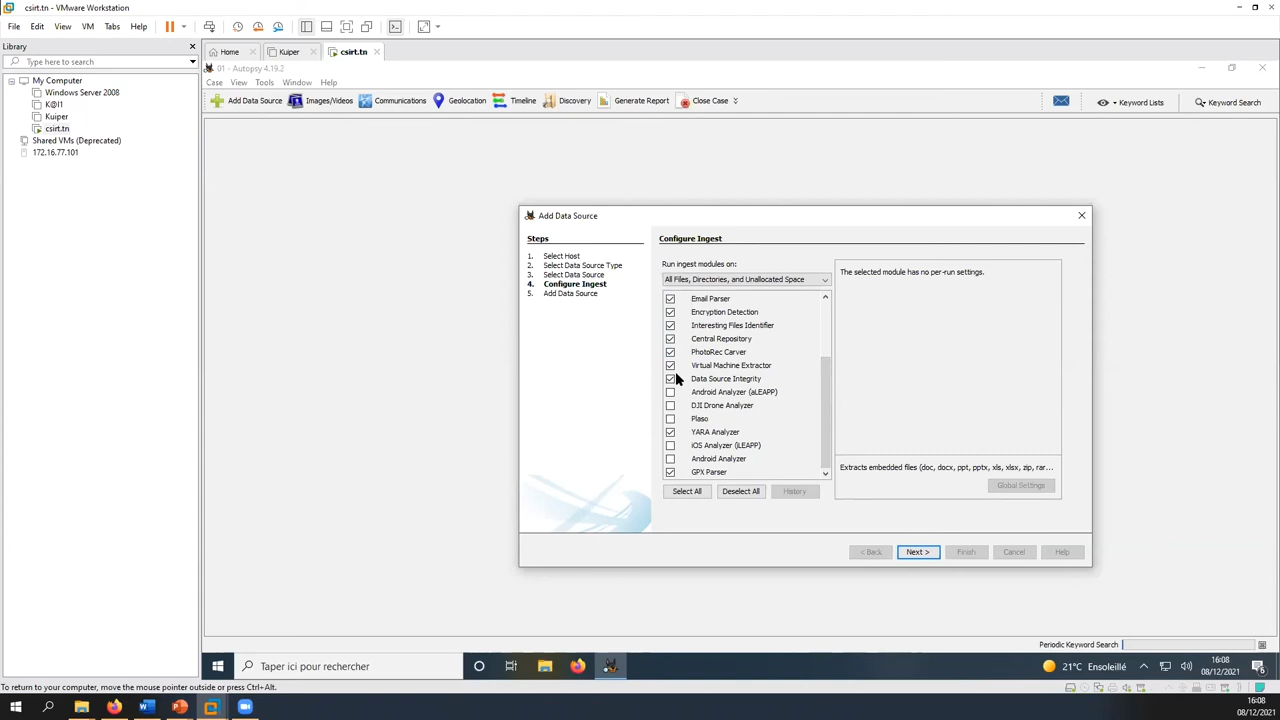 csirt.tn - VMware Workstation
File Edit View VM Tabs Help
Library
Type here to search
My Computer
Windows Server 2008
K@l1
Kuiper
csirt.tn
Shared VMs (Deprecated)
172.16.77.101
Home Kuiper csirt.tn
01 - Autopsy 4.19.2
Case View Tools Window Help
Add Data Source Images/Videos Communications Geolocation Timeline Discovery Generate Report Close Case Keyword Lists Keyword Search
Add Data Source
Steps
1. Select Host
2. Select Data Source Type
3. Select Data Source
4. Configure Ingest
5. Add Data Source
Configure Ingest
Run ingest modules on:
All Files, Directories, and Unallocated Space
Email Parser
Encryption Detection
Interesting Files Identifier
Central Repository
PhotoRec Carver
Virtual Machine Extractor
Data Source Integrity
Android Analyzer (aLEAPP)
DJI Drone Analyzer
Plaso
YARA Analyzer
iOS Analyzer (iLEAPP)
Android Analyzer
GPX Parser
Select All Deselect All History
The selected module has no per-run settings.
Extracts embedded files (doc, docx, ppt, pptx, xls, xlsx, zip, rar...
Global Settings
< Back Next > Finish Cancel Help
Periodic Keyword Search
Taper ici pour rechercher
21°C Ensoleillé
16:08
08/12/2021
To return to your computer, move the mouse pointer outside or press Ctrl+Alt.
16:08
08/12/2021